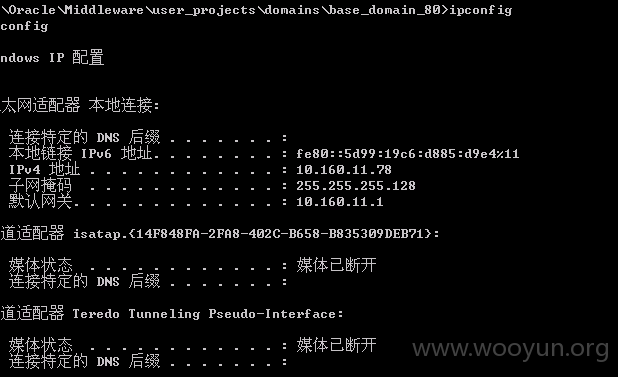 \Oracle\Middleware\user_projects\domains\base_domain_80>ipconfig
config
ndows IP 配置
太网适配器 本地连接:
连接特定的 DNS 后缀 . . . . . . . :
本地链接 IPv6 地址. . . . . . . . : fe80::5d99:19c6:d885:d9e4%11
IPv4 地址 . . . . . . . . . . . . : 10.160.11.78
子网掩码 . . . . . . . . . . . . : 255.255.255.128
默认网关. . . . . . . . . . . . . : 10.160.11.1
道适配器 isatap.{14F848FA-2FA8-402C-B658-B835309DEB71}:
媒体状态 . . . . . . . . . . . . : 媒体已断开
连接特定的 DNS 后缀 . . . . . . . :
道适配器 Teredo Tunneling Pseudo-Interface:
媒体状态 . . . . . . . . . . . . : 媒体已断开
连接特定的 DNS 后缀 . . . . . . . :
www.wooyun.org